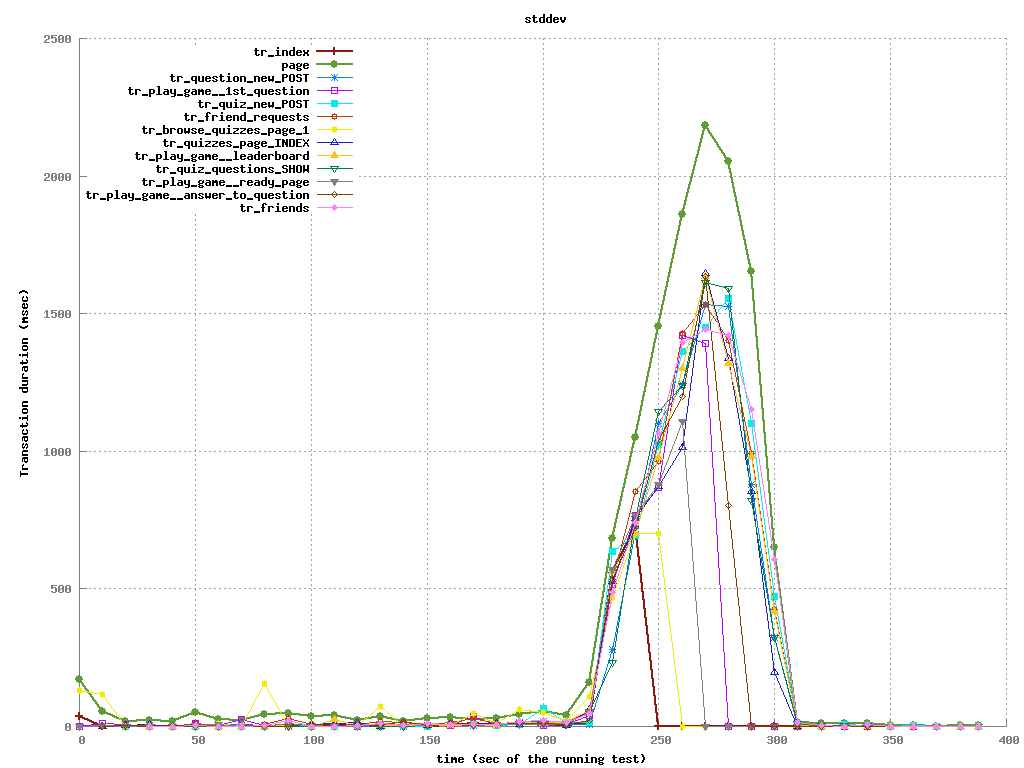 stddev
2500
2000
1500
1000
500
0
Transaction duration (msec)
tr_index
page
tr_question_new_POST
tr_play_game__1st_question
tr_quiz_new_POST
tr_friend_requests
tr_browse_quizzes_page_1
tr_quizzes_page_INDEX
tr_play_game__leaderboard
tr_quiz_questions_SHOW
tr_play_game__ready_page
tr_play_game__answer_to_question
tr_friends
0 50 100 150 200 250 300 350 400
time (sec of the running test)